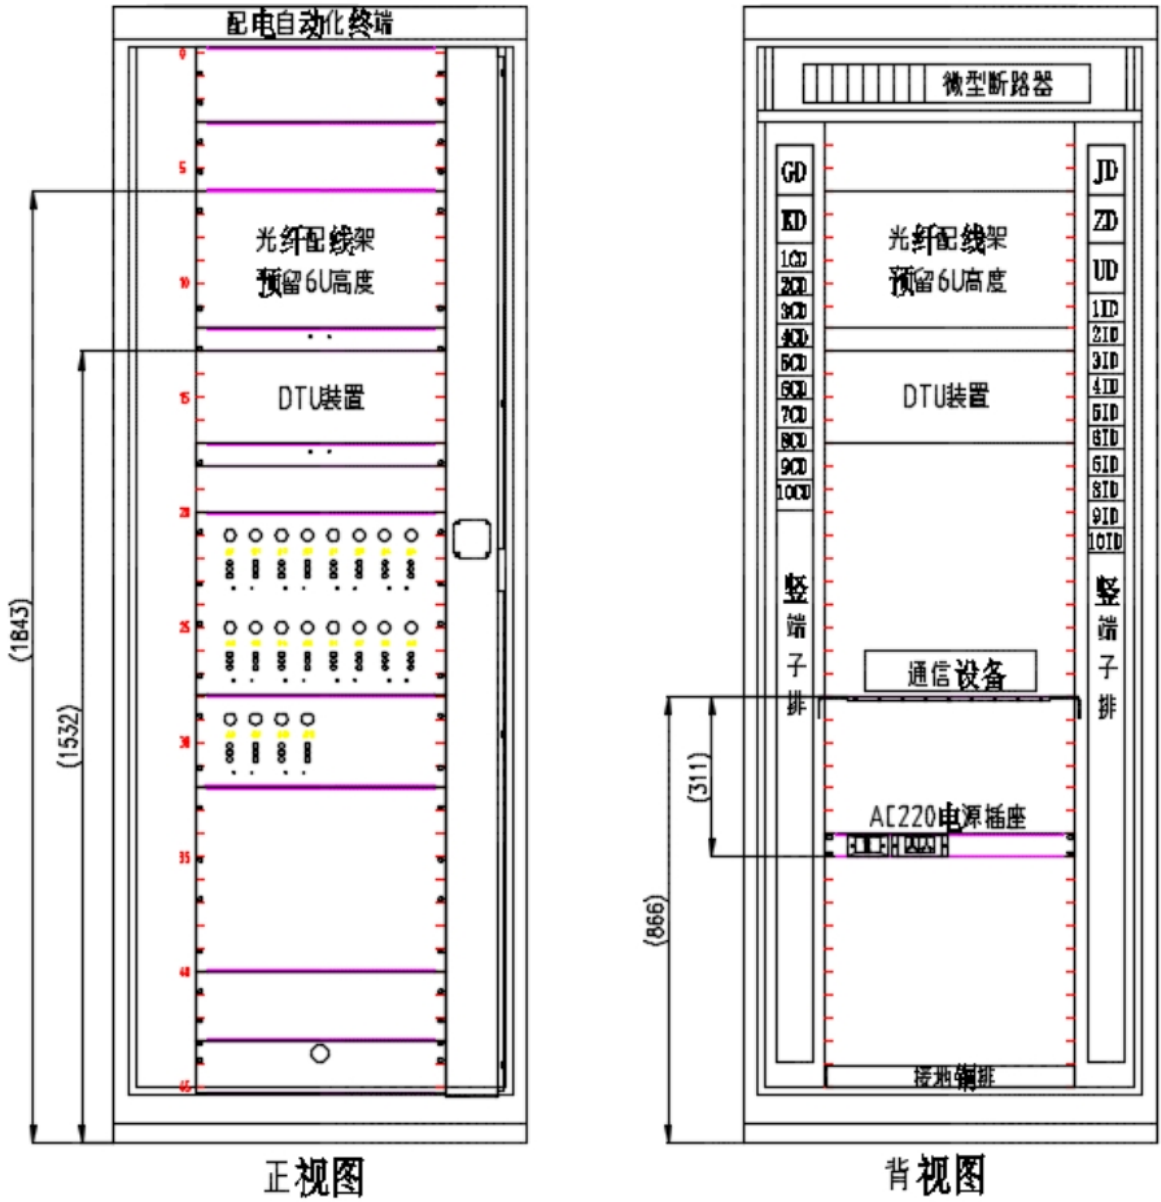 配电自动化终端
0
5
光纤配线架
预留6U高度
10
DTU装置
15
20
25
30
35
40
45
(1843)
(1532)
正视图
微型断路器
GD
KD
1CD
2CD
3CD
4CD
5CD
6CD
7CD
8CD
9CD
10CD
竖
端
子
排
光纤配线架
预留6U高度
DTU装置
通信设备
AC220电源插座
接地铜排
JD
ZD
UD
1ID
2ID
3ID
4ID
5ID
6ID
8ID
9ID
10ID
竖
端
子
排
(311)
(866)
背视图